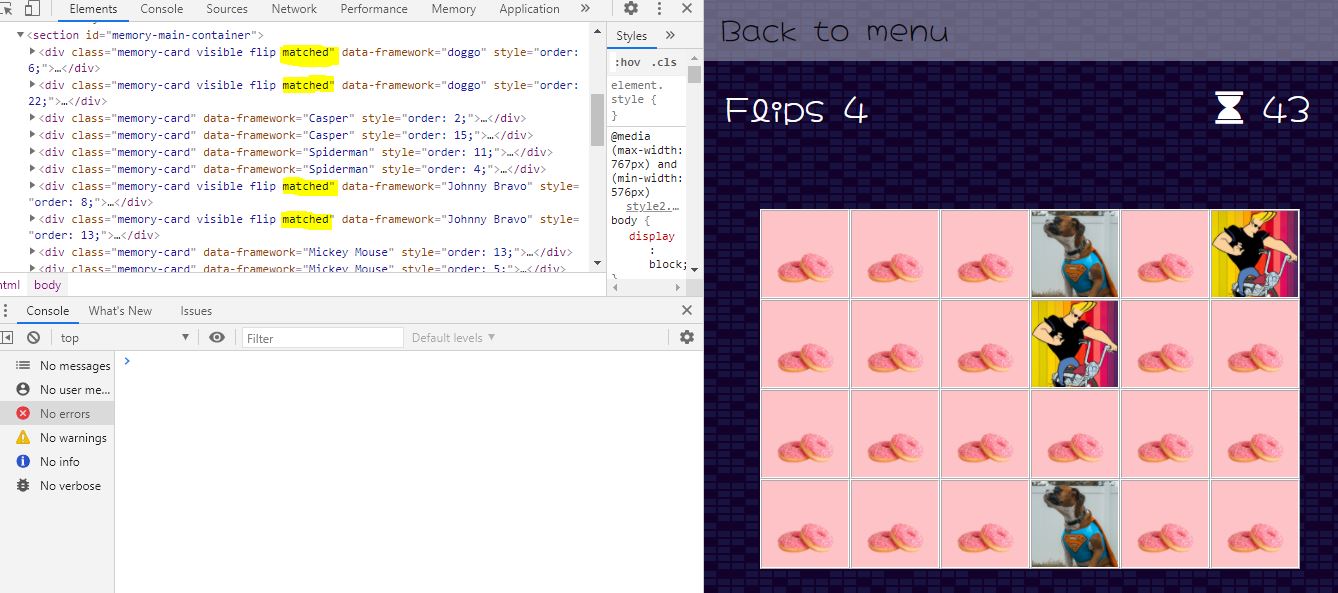 Elements Console Sources Network Performance Memory Application »
<section id="memory-main-container">
<div class="memory-card visible flip matched" data-framework="doggo" style="order:
6;">…</div>
<div class="memory-card visible flip matched" data-framework="doggo" style="order:
22;">…</div>
<div class="memory-card" data-framework="Casper" style="order: 2;">…</div>
<div class="memory-card" data-framework="Casper" style="order: 15;">…</div>
<div class="memory-card" data-framework="Spiderman" style="order: 11;">…</div>
<div class="memory-card" data-framework="Spiderman" style="order: 4;">…</div>
<div class="memory-card visible flip matched" data-framework="Johnny Bravo" style=
"order: 8;">…</div>
<div class="memory-card visible flip matched" data-framework="Johnny Bravo" style=
"order: 13;">…</div>
<div class="memory-card" data-framework="Mickey Mouse" style="order: 13;">…</div>
<div class="memory-card" data-framework="Mickey Mouse" style="order: 5;">…</div>
html body
Styles »
:hov .cls
element.
style {
}
@media
(max-width:
767px) and
(min-width:
576px)
style2.…
body {
display
:
block;
}
Console What's New Issues
top Filter Default levels
No messages
No user me...
No errors
No warnings
No info
No verbose
Back to menu
Flips 4
43